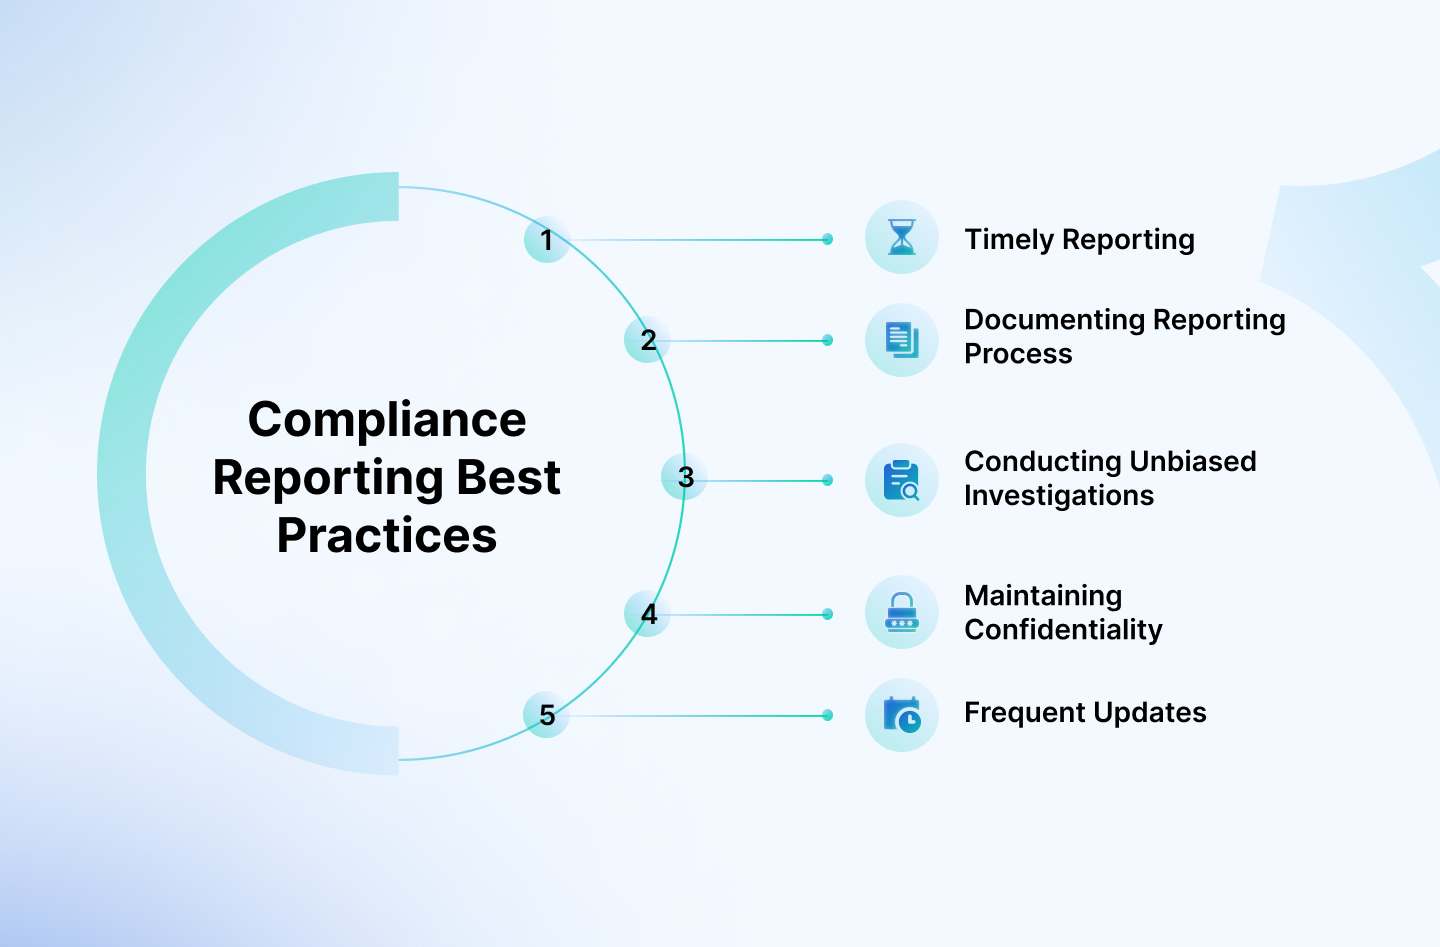 Compliance
Reporting Best
Practices
1
Timely Reporting
2
Documenting Reporting
Process
3
Conducting Unbiased
Investigations
4
Maintaining
Confidentiality
5
Frequent Updates